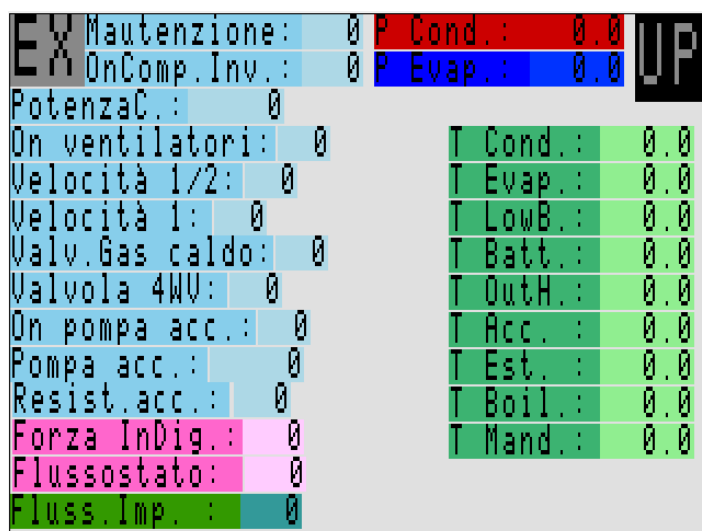 EX Mautenzione: 0 P Cond.: 0.0 UP
OnComp.Inv.: 0 P Evap.: 0.0
PotenzaC.: 0
On ventilatori: 0 T Cond.: 0.0
Velocità 1/2: 0 T Evap.: 0.0
Velocità 1: 0 T LowB.: 0.0
Valv.Gas caldo: 0 T Batt.: 0.0
Valvola 4WV: 0 T OutH.: 0.0
On pompa acc.: 0 T Acc. : 0.0
Pompa acc.: 0 T Est. : 0.0
Resist.acc.: 0 T Boil.: 0.0
Forza InDig.: 0 T Mand.: 0.0
Flussostato: 0
Fluss.Imp. : 0